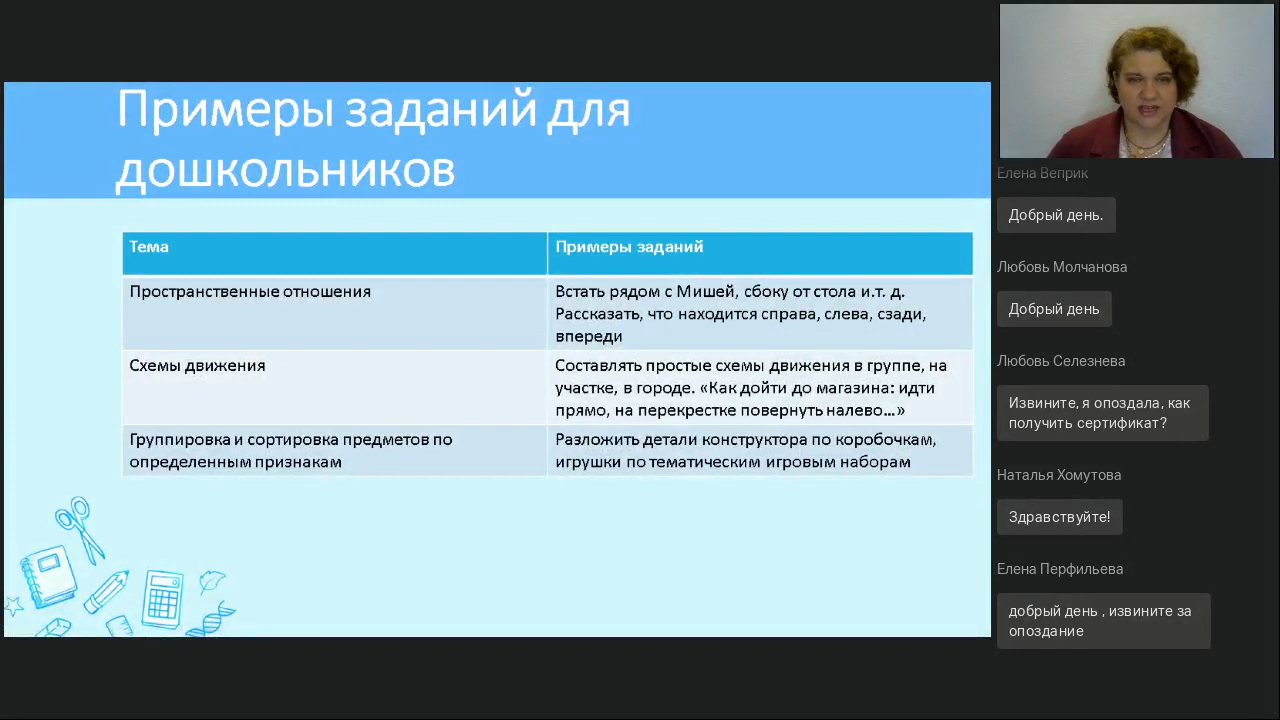 Примеры заданий для
дошкольников
Тема
Примеры заданий
Пространственные отношения
Встать рядом с Мишей, сбоку от стола и.т. д.
Рассказать, что находится справа, слева, сзади,
впереди
Схемы движения
Составлять простые схемы движения в группе, на
участке, в городе. «Как дойти до магазина: идти
прямо, на перекрестке повернуть налево…»
Группировка и сортировка предметов по
определенным признакам
Разложить детали конструктора по коробочкам,
игрушки по тематическим игровым наборам
Елена Веприк
Добрый день.
Любовь Молчанова
Добрый день
Любовь Селезнева
Извините, я опоздала, как
получить сертификат?
Наталья Хомутова
Здравствуйте!
Елена Перфильева
добрый день , извините за
опоздание